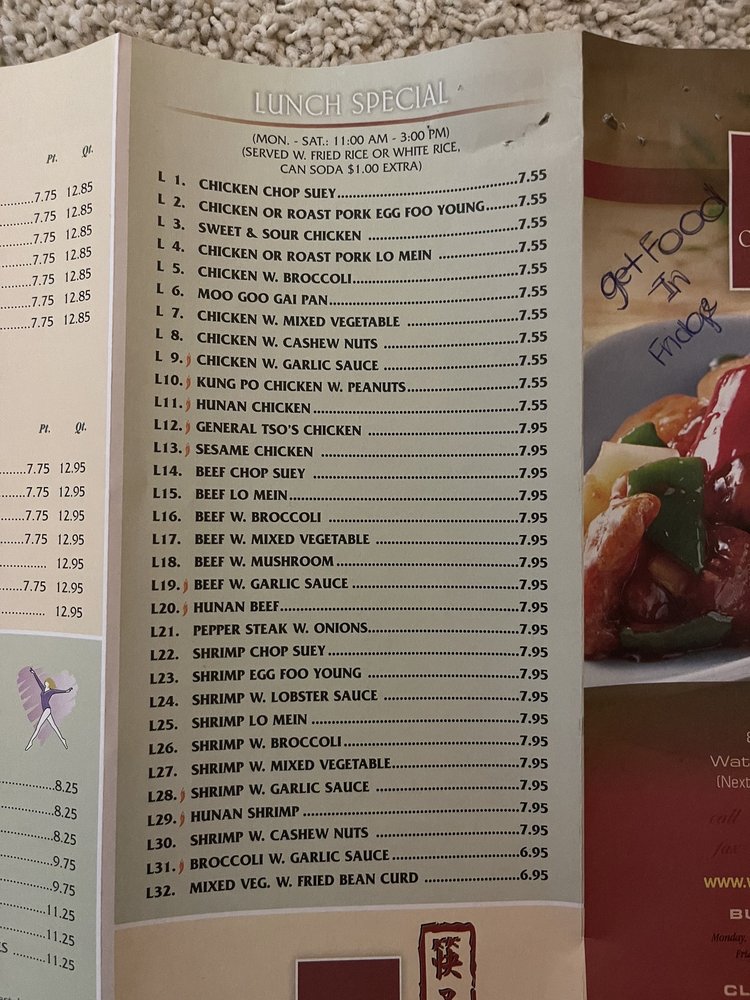 Pt. Qt.
.....7.75 12.85
.....7.75 12.85
.....7.75 12.85
.....7.75 12.85
.....7.75 12.85
.....7.75 12.85
.....7.75 12.85
Pt. Qt.
.....7.75 12.95
.....7.75 12.95
.....7.75 12.95
.....7.75 12.95
..... 12.95
.....7.75 12.95
..... 12.95
.....8.25
.....8.25
.....8.25
.....9.75
.....9.75
.....11.25
.....11.25
.....11.25
LUNCH SPECIAL
(MON. - SAT.: 11:00 AM - 3:00 PM)
(SERVED W. FRIED RICE OR WHITE RICE,
CAN SODA $1.00 EXTRA)
L 1. CHICKEN CHOP SUEY.....7.55
L 2. CHICKEN OR ROAST PORK EGG FOO YOUNG.....7.55
L 3. SWEET & SOUR CHICKEN .....7.55
L 4. CHICKEN OR ROAST PORK LO MEIN .....7.55
L 5. CHICKEN W. BROCCOLI.....7.55
L 6. MOO GOO GAI PAN.....7.55
L 7. CHICKEN W. MIXED VEGETABLE .....7.55
L 8. CHICKEN W. CASHEW NUTS .....7.55
L 9. CHICKEN W. GARLIC SAUCE .....7.55
L10. KUNG PO CHICKEN W. PEANUTS.....7.55
L11. HUNAN CHICKEN.....7.55
L12. GENERAL TSO'S CHICKEN .....7.95
L13. SESAME CHICKEN .....7.95
L14. BEEF CHOP SUEY .....7.95
L15. BEEF LO MEIN.....7.95
L16. BEEF W. BROCCOLI .....7.95
L17. BEEF W. MIXED VEGETABLE .....7.95
L18. BEEF W. MUSHROOM.....7.95
L19. BEEF W. GARLIC SAUCE .....7.95
L20. HUNAN BEEF.....7.95
L21. PEPPER STEAK W. ONIONS.....7.95
L22. SHRIMP CHOP SUEY .....7.95
L23. SHRIMP EGG FOO YOUNG .....7.95
L24. SHRIMP W. LOBSTER SAUCE .....7.95
L25. SHRIMP LO MEIN .....7.95
L26. SHRIMP W. BROCCOLI.....7.95
L27. SHRIMP W. MIXED VEGETABLE.....7.95
L28. SHRIMP W. GARLIC SAUCE .....7.95
L29. HUNAN SHRIMP .....7.95
L30. SHRIMP W. CASHEW NUTS .....7.95
L31. BROCCOLI W. GARLIC SAUCE .....6.95
L32. MIXED VEG. W. FRIED BEAN CURD .....6.95
筷
get Food
In
Fridge
Wat
(Next
call
fax
www.
BU
Monday,
Fri
CL